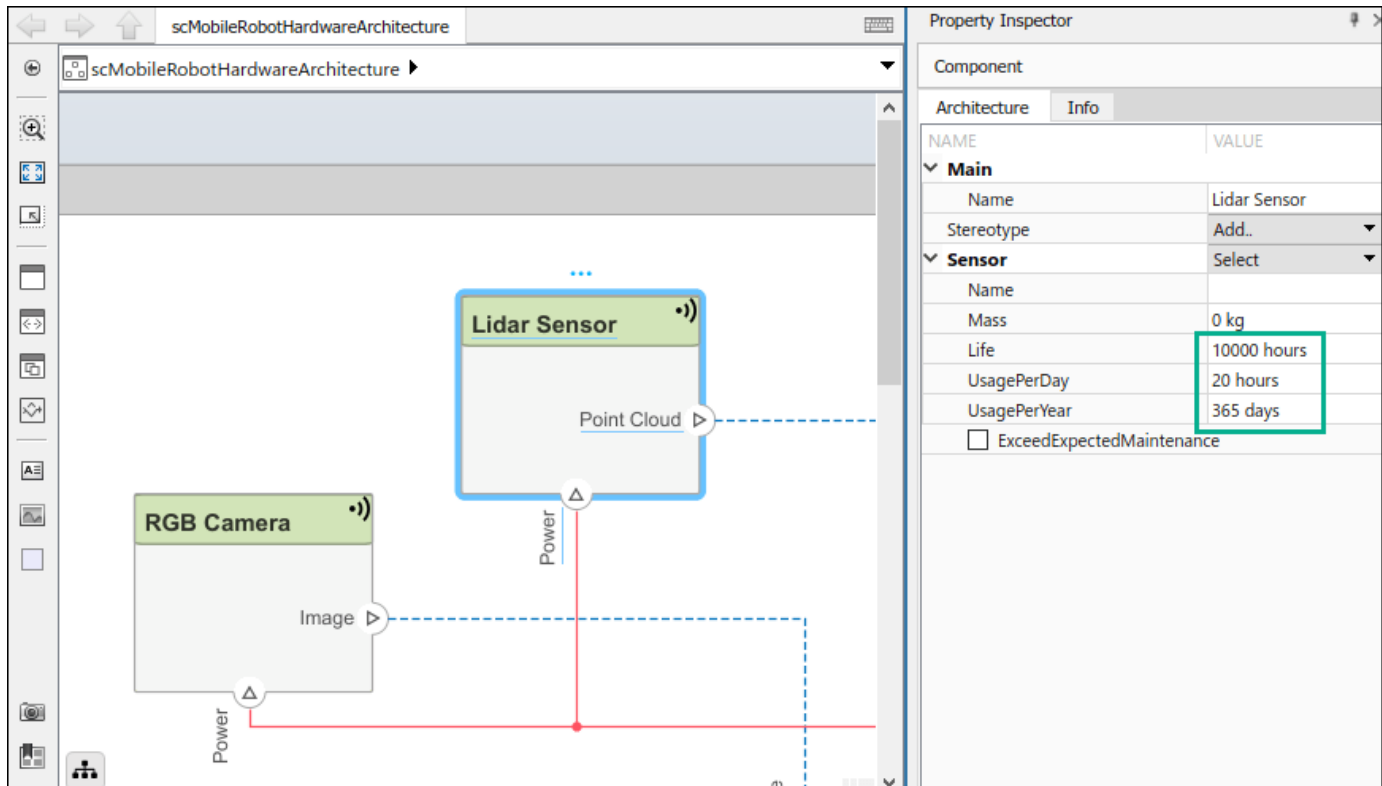 scMobileRobotHardwareArchitecture
scMobileRobotHardwareArchitecture
Lidar Sensor
Point Cloud
Power
RGB Camera
Image
Power
Property Inspector
Component
Architecture Info
NAME VALUE
Main
Name Lidar Sensor
Stereotype Add..
Sensor Select
Name
Mass 0 kg
Life 10000 hours
UsagePerDay 20 hours
UsagePerYear 365 days
ExceedExpectedMaintenance